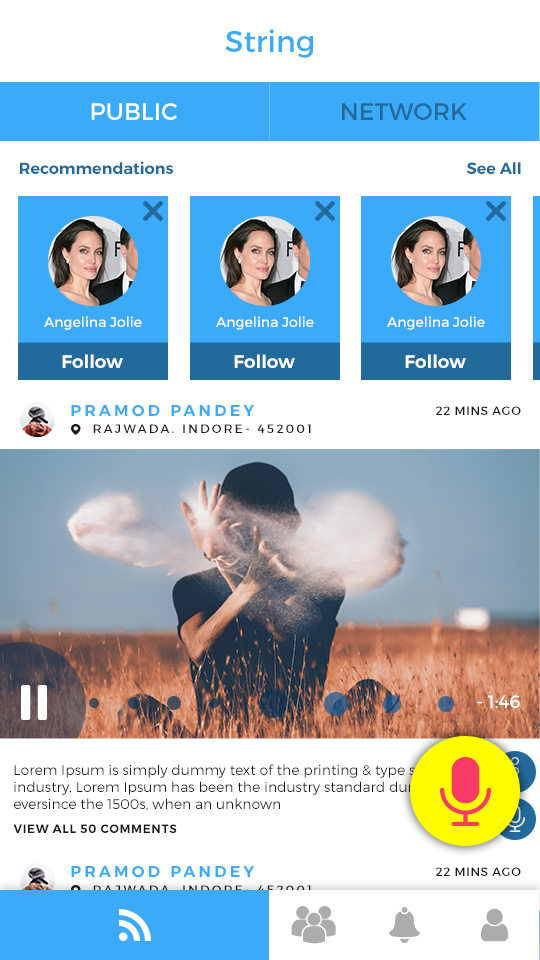 String
PUBLIC
NETWORK
Recommendations
See All
Angelina Jolie
Angelina Jolie
Angelina Jolie
Follow
Follow
Follow
PRAMOD PANDEY
22 MINS AGO
RAJWADA. INDORE- 452001
- 1:46
Lorem Ipsum is simply dummy text of the printing & type s
industry. Lorem Ipsum has been the industry standard dur
eversince the 1500s, when an unknown
VIEW ALL 50 COMMENTS
PRAMOD PANDEY
22 MINS AGO
RAJWADA. INDORE- 452001